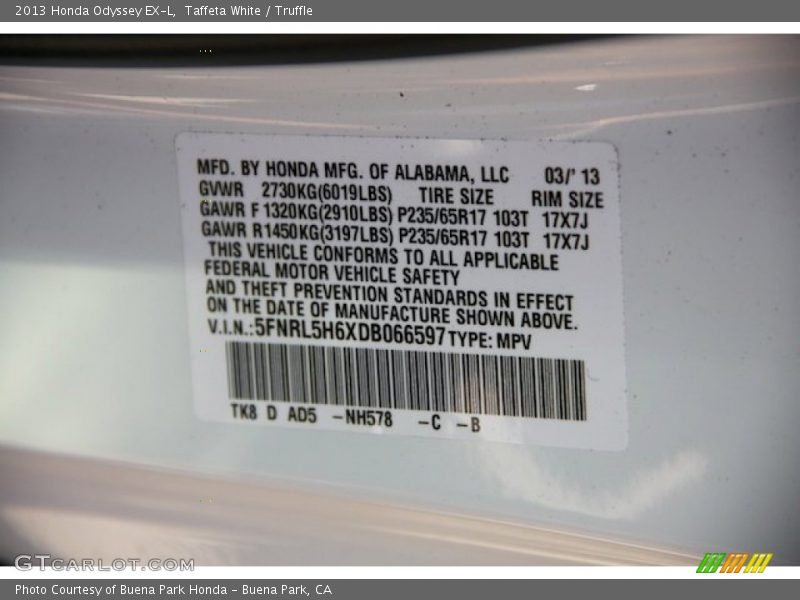 2013 Honda Odyssey EX-L,  Taffeta White / Truffle
MFD. BY HONDA MFG. OF ALABAMA, LLC 03/' 13
GVWR 2730KG(6019LBS) TIRE SIZE RIM SIZE
GAWR F 1320KG(2910LBS) P235/65R17 103T 17X7J
GAWR R1450KG(3197LBS) P235/65R17 103T 17X7J
THIS VEHICLE CONFORMS TO ALL APPLICABLE
FEDERAL MOTOR VEHICLE SAFETY
AND THEFT PREVENTION STANDARDS IN EFFECT
ON THE DATE OF MANUFACTURE SHOWN ABOVE.
V.I.N.:5FNRL5H6XDB066597 TYPE: MPV
TK8 D AD5 -NH578 -C -B
GTCARLOT.COM
Photo Courtesy of Buena Park Honda - Buena Park, CA